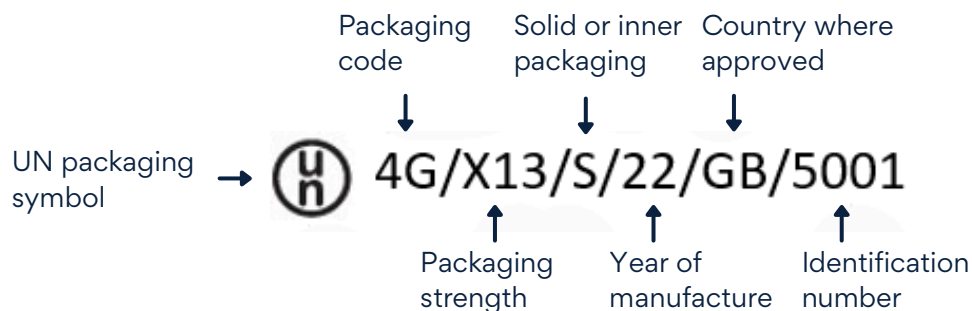 Packaging
code
Solid or inner
packaging
Country where
approved
UN packaging
symbol
un 4G/X13/S/22/GB/5001
Packaging
strength
Year of
manufacture
Identification
number